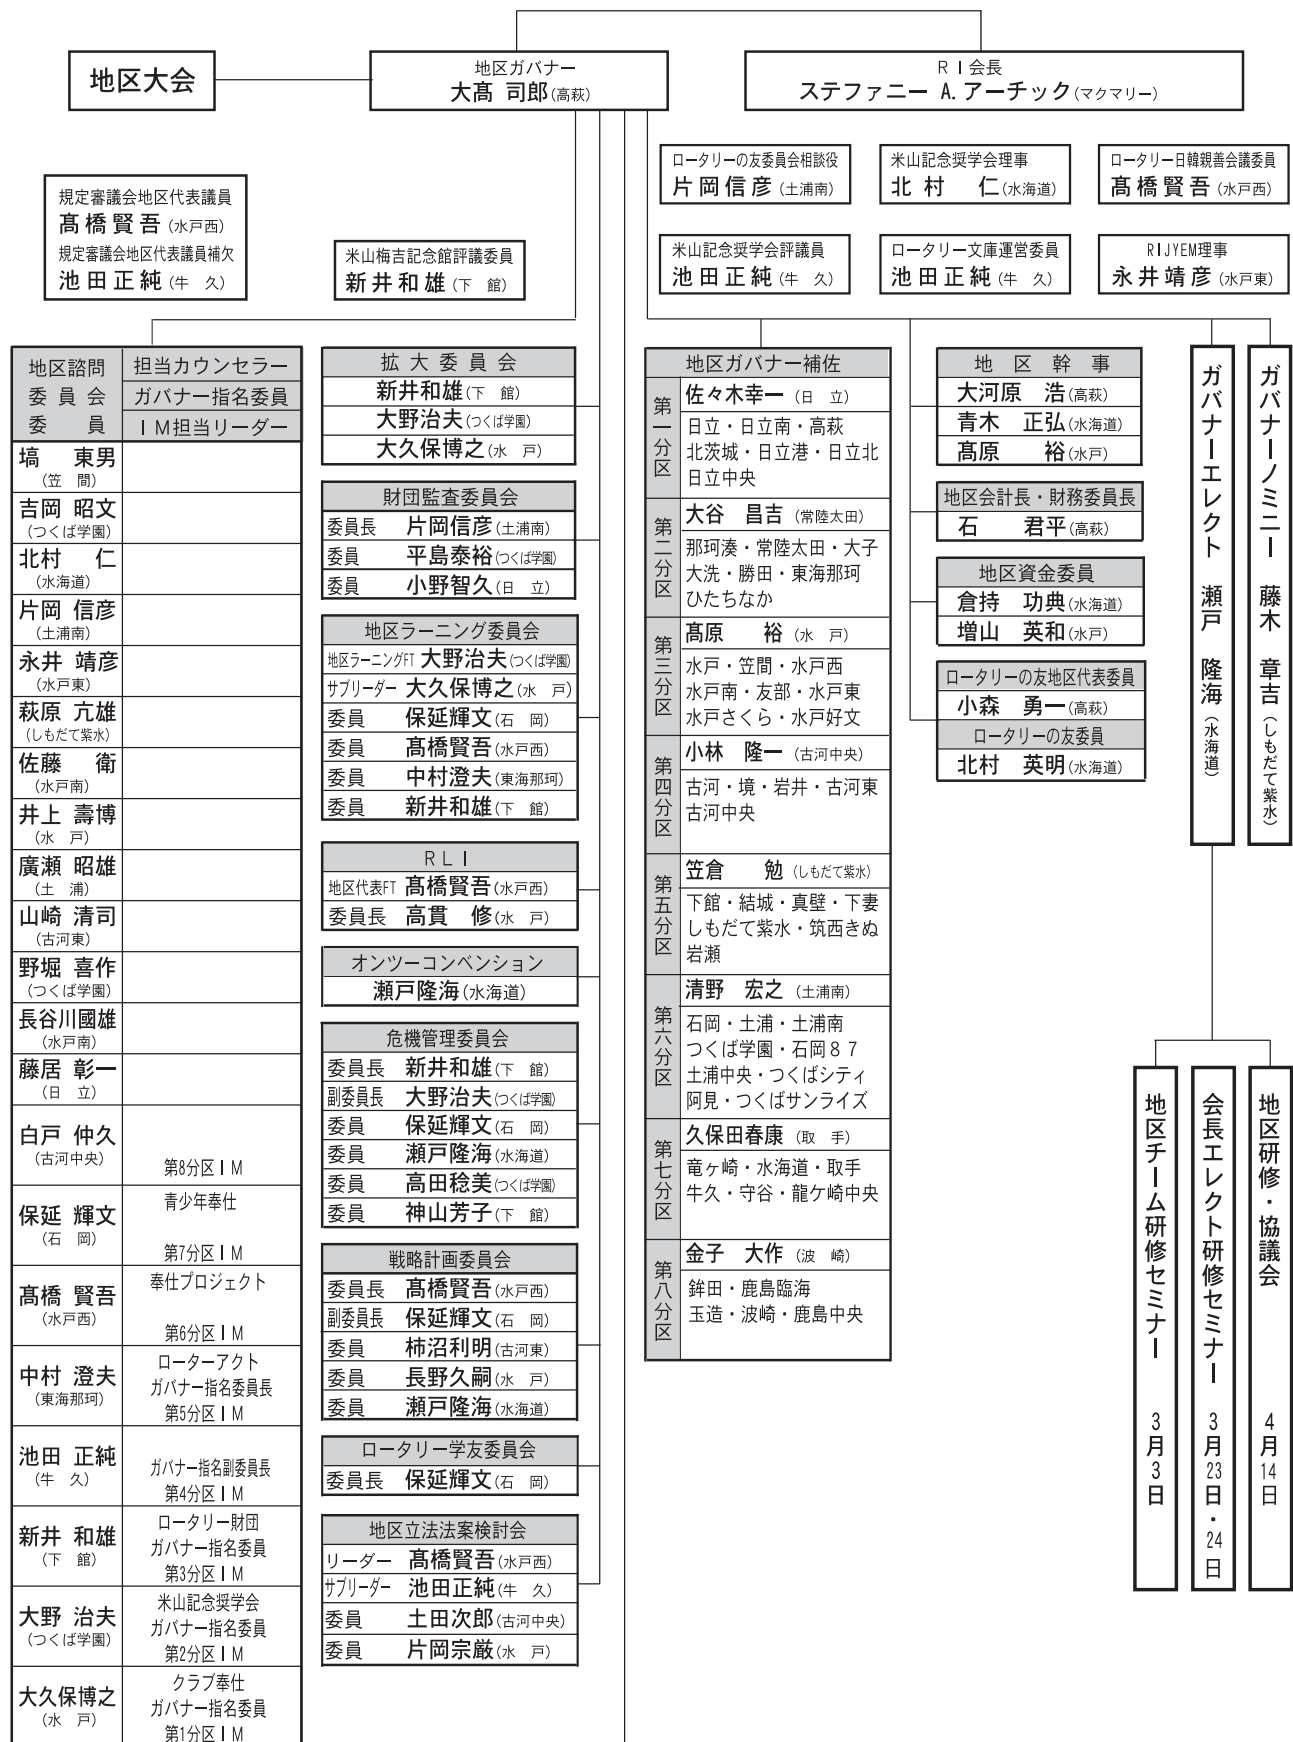 地区大会
地区ガバナー
大髙 司郎(高萩)
ＲＩ会長
ステファニー A.アーチック(マクマリー)
規定審議会地区代表議員
髙橋賢吾(水戸西)
規定審議会地区代表議員補欠
池田正純(牛　久)
米山梅吉記念館評議委員
新井和雄(下　館)
ロータリーの友委員会相談役
片岡信彦(土浦南)
米山記念奨学会理事
北村　仁(水海道)
ロータリー日韓親善会議委員
髙橋賢吾(水戸西)
米山記念奨学会評議員
池田正純(牛　久)
ロータリー文庫運営委員
池田正純(牛　久)
RIJYEM理事
永井靖彦(水戸東)
地区諮問
委員会
委　員
担当カウンセラー
ガバナー指名委員
ＩＭ担当リーダー
塙　東男
(笠　間)
吉岡 昭文
(つくば学園)
北村　仁
(水海道)
片岡 信彦
(土浦南)
永井 靖彦
(水戸東)
萩原 亢雄
(しもだて紫水)
佐藤　衛
(水戸南)
井上 壽博
(水　戸)
廣瀬 昭雄
(土　浦)
山崎 清司
(古河東)
野堀 喜作
(つくば学園)
長谷川國雄
(水戸南)
藤居 彰一
(日　立)
白戸 仲久
(古河中央)
第8分区ＩＭ
保延 輝文
(石　岡)
青少年奉仕
第7分区ＩＭ
髙橋 賢吾
(水戸西)
奉仕プロジェクト
第6分区ＩＭ
中村 澄夫
(東海那珂)
ローターアクト
ガバナー指名委員長
第5分区ＩＭ
池田 正純
(牛　久)
ガバナー指名副委員長
第4分区ＩＭ
新井 和雄
(下　館)
ロータリー財団
ガバナー指名委員
第3分区ＩＭ
大野 治夫
(つくば学園)
米山記念奨学会
ガバナー指名委員
第2分区ＩＭ
大久保博之
(水　戸)
クラブ奉仕
ガバナー指名委員
第1分区ＩＭ
拡大委員会
新井和雄(下　館)
大野治夫(つくば学園)
大久保博之(水　戸)
財団監査委員会
委員長　片岡信彦(土浦南)
委員　平島泰裕(つくば学園)
委員　小野智久(日　立)
地区ラーニング委員会
地区ラーニングFT 大野治夫(つくば学園)
サブリーダー 大久保博之(水　戸)
委員　保延輝文(石　岡)
委員　髙橋賢吾(水戸西)
委員　中村澄夫(東海那珂)
委員　新井和雄(下　館)
ＲＬＩ
地区代表FT 髙橋賢吾(水戸西)
委員長　高貫　修(水　戸)
オンツーコンベンション
瀬戸隆海(水海道)
危機管理委員会
委員長　新井和雄(下　館)
副委員長　大野治夫(つくば学園)
委員　保延輝文(石　岡)
委員　瀬戸隆海(水海道)
委員　高田稔美(つくば学園)
委員　神山芳子(下　館)
戦略計画委員会
委員長　髙橋賢吾(水戸西)
副委員長　保延輝文(石　岡)
委員　柿沼利明(古河東)
委員　長野久嗣(水　戸)
委員　瀬戸隆海(水海道)
ロータリー学友委員会
委員長　保延輝文(石　岡)
地区立法法案検討会
リーダー　髙橋賢吾(水戸西)
サブリーダー　池田正純(牛　久)
委員　土田次郎(古河中央)
委員　片岡宗厳(水　戸)
地区ガバナー補佐
第一分区
佐々木幸一(日　立)
日立・日立南・高萩
北茨城・日立港・日立北
日立中央
第二分区
大谷　昌吉(常陸太田)
那珂湊・常陸太田・大子
大洗・勝田・東海那珂
ひたちなか
第三分区
髙原　裕(水　戸)
水戸・笠間・水戸西
水戸南・友部・水戸東
水戸さくら・水戸好文
第四分区
小林　隆一(古河中央)
古河・境・岩井・古河東
古河中央
第五分区
笠倉　勉(しもだて紫水)
下館・結城・真壁・下妻
しもだて紫水・筑西きぬ
岩瀬
第六分区
清野　宏之(土浦南)
石岡・土浦・土浦南
つくば学園・石岡８７
土浦中央・つくばシティ
阿見・つくばサンライズ
第七分区
久保田春康(取　手)
竜ヶ崎・水海道・取手
牛久・守谷・龍ケ崎中央
第八分区
金子　大作(波　崎)
鉾田・鹿島臨海
玉造・波崎・鹿島中央
地区幹事
大河原　浩(高萩)
青木　正弘(水海道)
髙原　裕(水戸)
地区会計長・財務委員長
石　君平(高萩)
地区資金委員
倉持　功典(水海道)
増山　英和(水戸)
ロータリーの友地区代表委員
小森　勇一(高萩)
ロータリーの友委員
北村　英明(水海道)
ガバナーエレクト　瀬戸　隆海(水海道)
ガバナーノミニー　藤木　章吉(しもだて紫水)
地区チーム研修セミナー　3月3日
会長エレクト研修セミナー　3月23日・24日
地区研修・協議会　4月14日